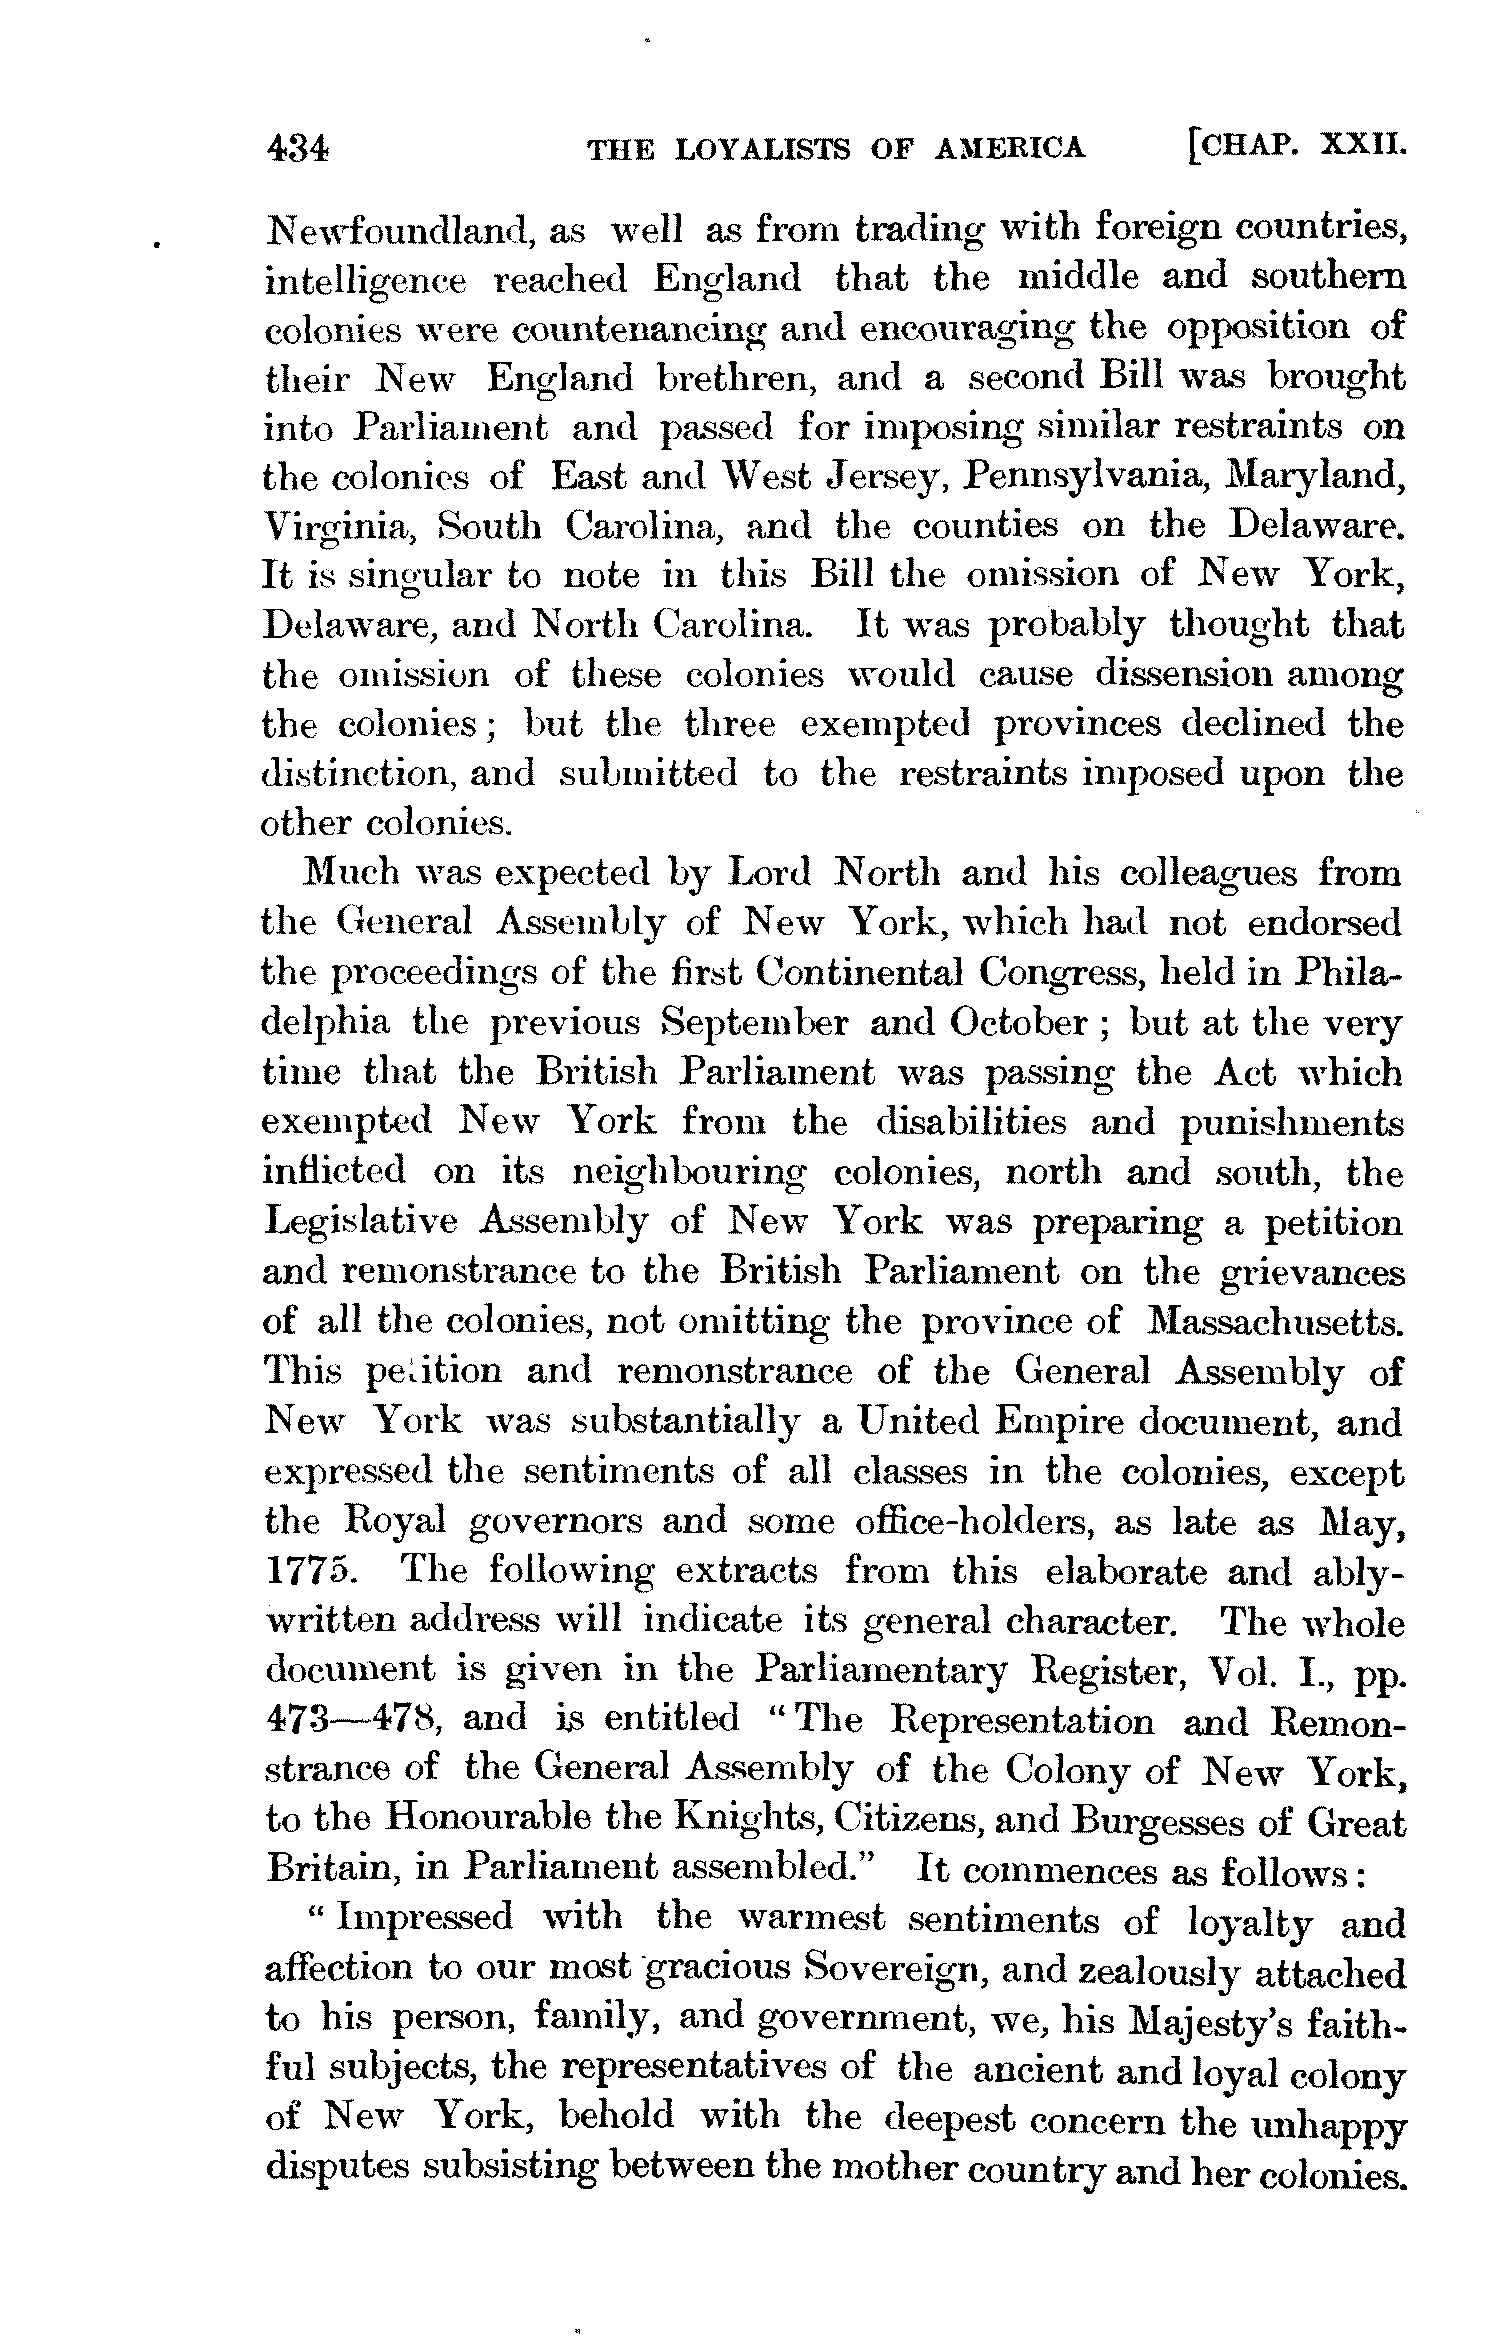 434 THE LOYALISTS OF AMERICA [CHAP. XXII.
Newfoundland, as well as from trading with foreign countries,
intelligence reached England that the middle and southern
colonies were countenancing and encouraging the opposition of
their New England brethren, and a second Bill was brought
into Parliament and passed for imposing similar restraints on
the colonies of East and West Jersey, Pennsylvania, Maryland,
Virginia, South Carolina, and the counties on the Delaware.
It is singular to note in this Bill the omission of New York,
Delaware, and North Carolina. It was probably thought that
the omission of these colonies would cause dissension among
the colonies; but the three exempted provinces declined the
distinction, and submitted to the restraints imposed upon the
other colonies.
Much was expected by Lord North and his colleagues from
the General Assembly of New York, which had not endorsed
the proceedings of the first Continental Congress, held in Phila-
delphia the previous September and October; but at the very
time that the British Parliament was passing the Act which
exempted New York from the disabilities and punishments
inflicted on its neighbouring colonies, north and south, the
Legislative Assembly of New York was preparing a petition
and remonstrance to the British Parliament on the grievances
of all the colonies, not omitting the province of Massachusetts.
This petition and remonstrance of the General Assembly of
New York was substantially a United Empire document, and
expressed the sentiments of all classes in the colonies, except
the Royal governors and some office-holders, as late as May,
1775. The following extracts from this elaborate and ably-
written address will indicate its general character. The whole
document is given in the Parliamentary Register, Vol. I., pp.
473—478, and is entitled "The Representation and Remon-
strance of the General Assembly of the Colony of New York,
to the Honourable the Knights, Citizens, and Burgesses of Great
Britain, in Parliament assembled." It commences as follows:
"Impressed with the warmest sentiments of loyalty and
affection to our most gracious Sovereign, and zealously attached
to his person, family, and government, we, his Majesty's faith-
ful subjects, the representatives of the ancient and loyal colony
of New York, behold with the deepest concern the unhappy
disputes subsisting between the mother country and her colonies.